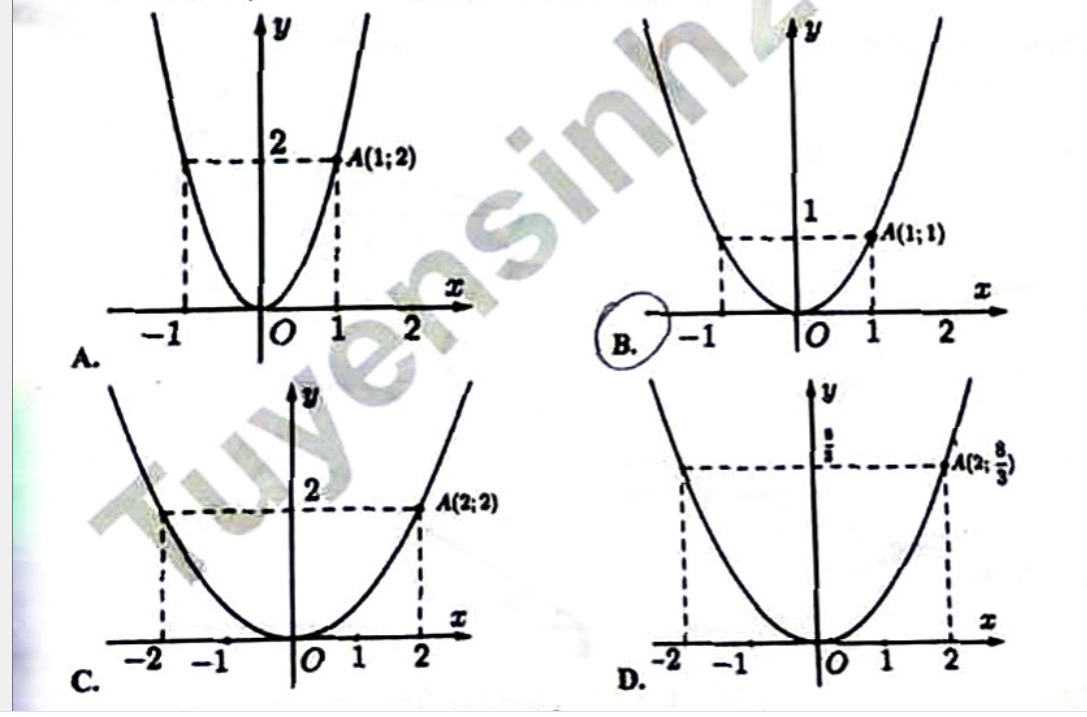 y
2
A(1;2)
x
-1 O 1 2
A.
y
1
A(1;1)
x
-1 O 1 2
B.
y
2
A(2;2)
x
-2 -1 O 1 2
C.
y
A(2; 8/3)
x
-2 -1 O 1 2
D.
Tuyensinh2